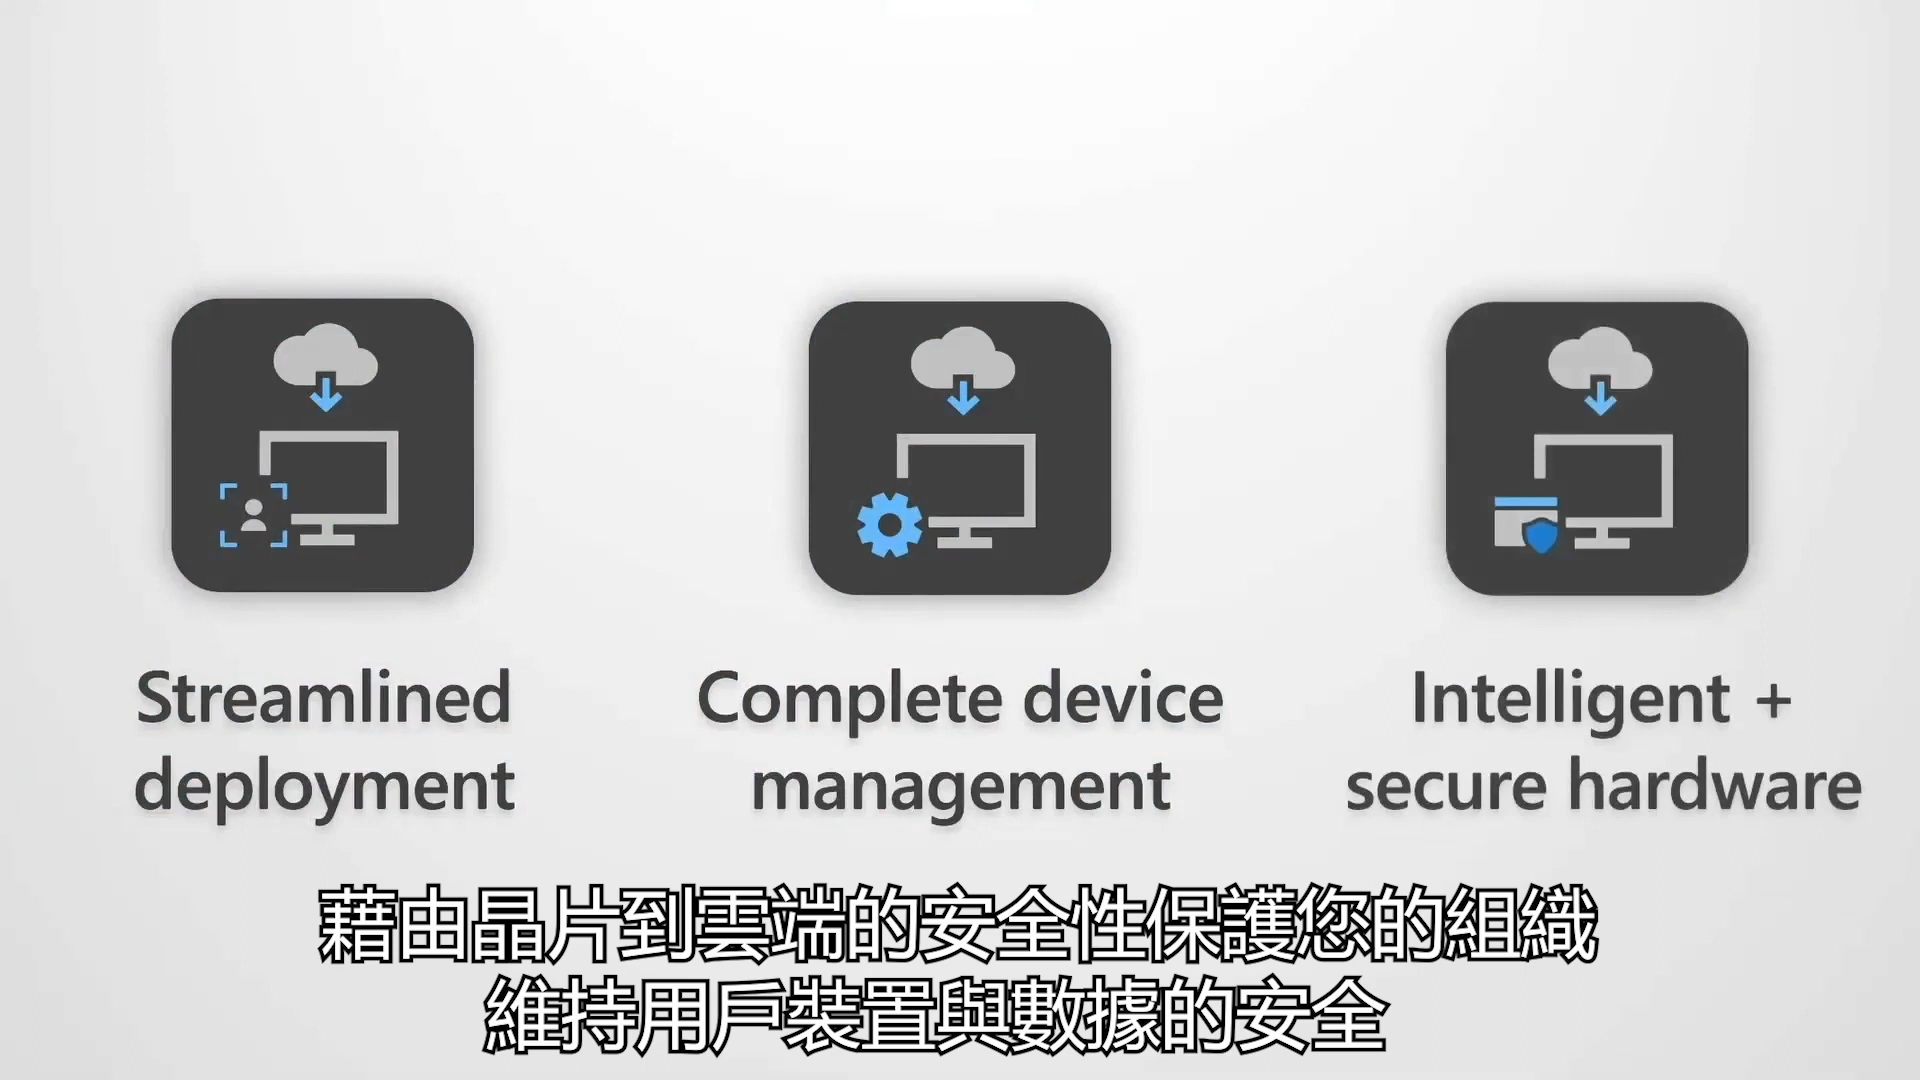 Streamlined
deployment
Complete device
management
Intelligent +
secure hardware
藉由晶片到雲端的安全性保護您的組織
維持用戶裝置與數據的安全